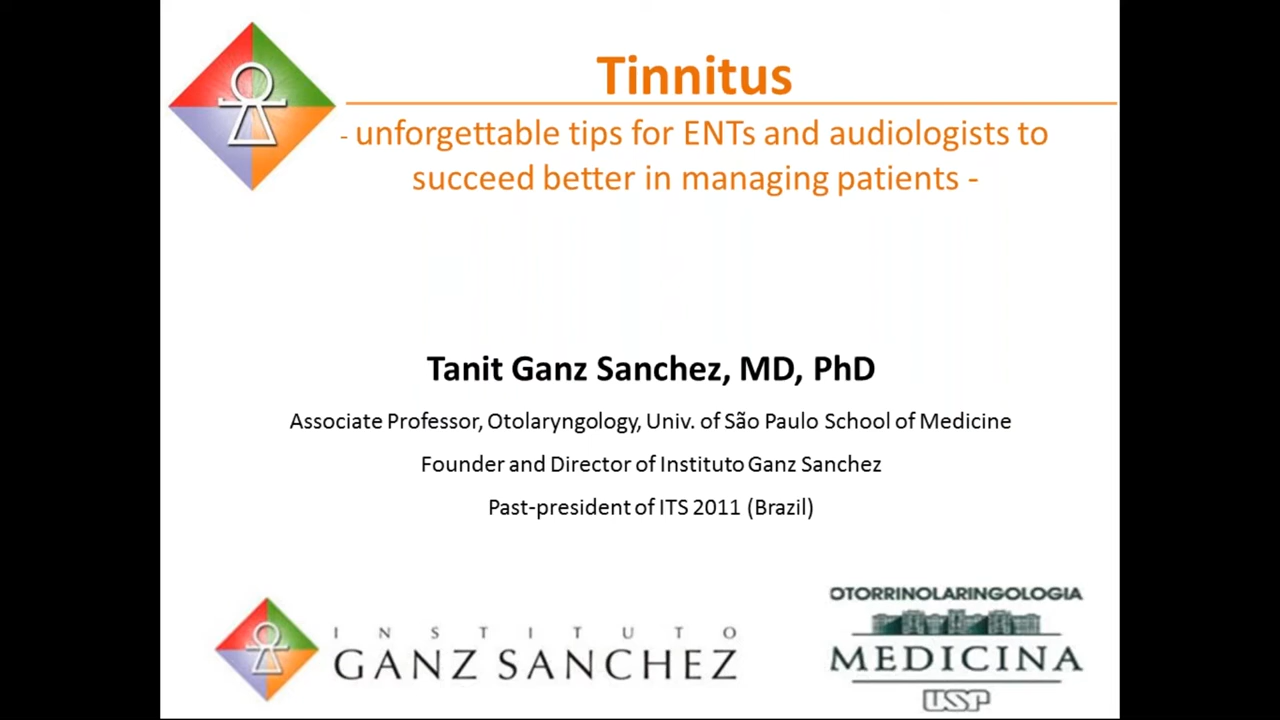 Tinnitus
- unforgettable tips for ENTs and audiologists to
succeed better in managing patients -
Tanit Ganz Sanchez, MD, PhD
Associate Professor, Otolaryngology, Univ. of São Paulo School of Medicine
Founder and Director of Instituto Ganz Sanchez
Past-president of ITS 2011 (Brazil)
INSTITUTO
GANZ SANCHEZ
OTORRINOLARINGOLOGIA
MEDICINA
USP